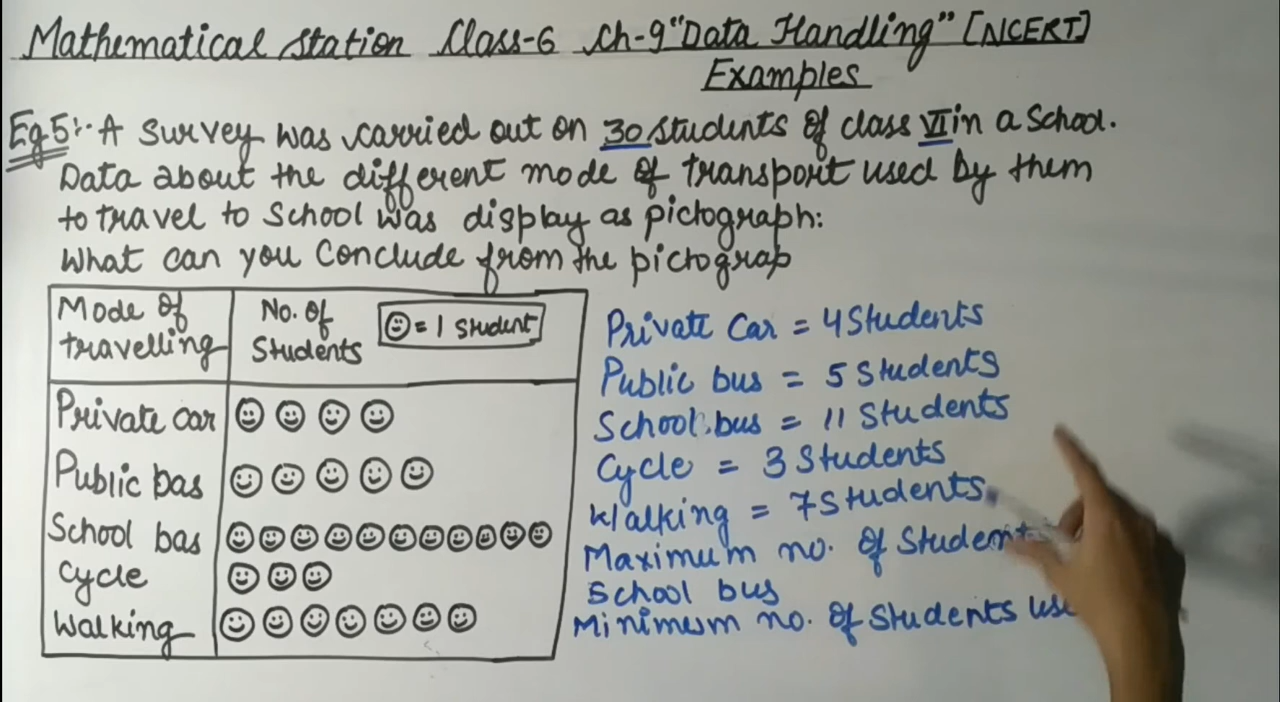 Mathematical Station Class-6 Ch-9 "Data Handling" [NCERT]
Examples
Eg 5:- A survey was carried out on 30 students of class VI in a School.
Data about the different mode of transport used by them
to travel to School was display as pictograph:
What can you Conclude from the pictograp
Mode of travelling
No. of Students
☺ = 1 Student
Private car ☺ ☺ ☺ ☺
Public bas ☺ ☺ ☺ ☺ ☺
School bas ☺ ☺ ☺ ☺ ☺ ☺ ☺ ☺ ☺ ☺ ☺
Cycle ☺ ☺ ☺
Walking ☺ ☺ ☺ ☺ ☺ ☺ ☺
Private Car = 4 Students
Public bus = 5 Students
School bus = 11 Students
Cycle = 3 Students
Walking = 7 Students
Maximum no. of Student
School bus
Minimum no. of Students